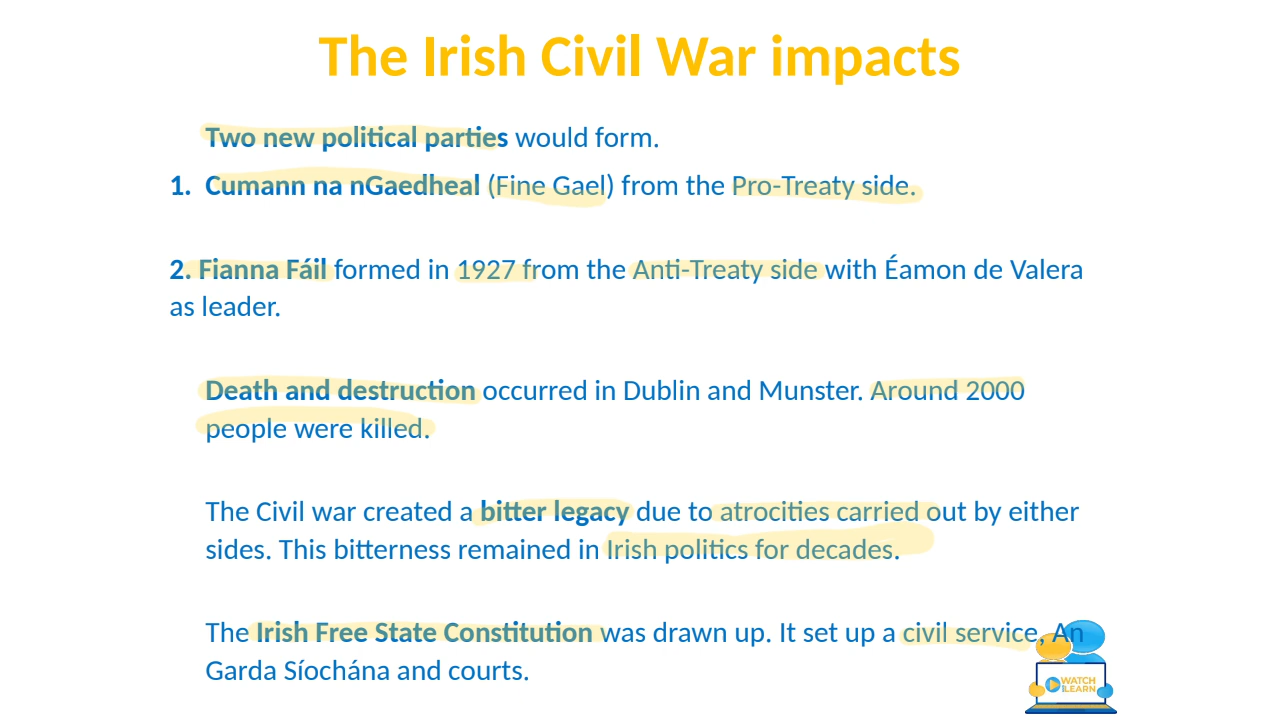 The Irish Civil War impacts
Two new political parties would form.
1. Cumann na nGaedheal (Fine Gael) from the Pro-Treaty side.
2. Fianna Fáil formed in 1927 from the Anti-Treaty side with Éamon de Valera
as leader.
Death and destruction occurred in Dublin and Munster. Around 2000
people were killed.
The Civil war created a bitter legacy due to atrocities carried out by either
sides. This bitterness remained in Irish politics for decades.
The Irish Free State Constitution was drawn up. It set up a civil service, An
Garda Síochána and courts.
WATCH
LEARN